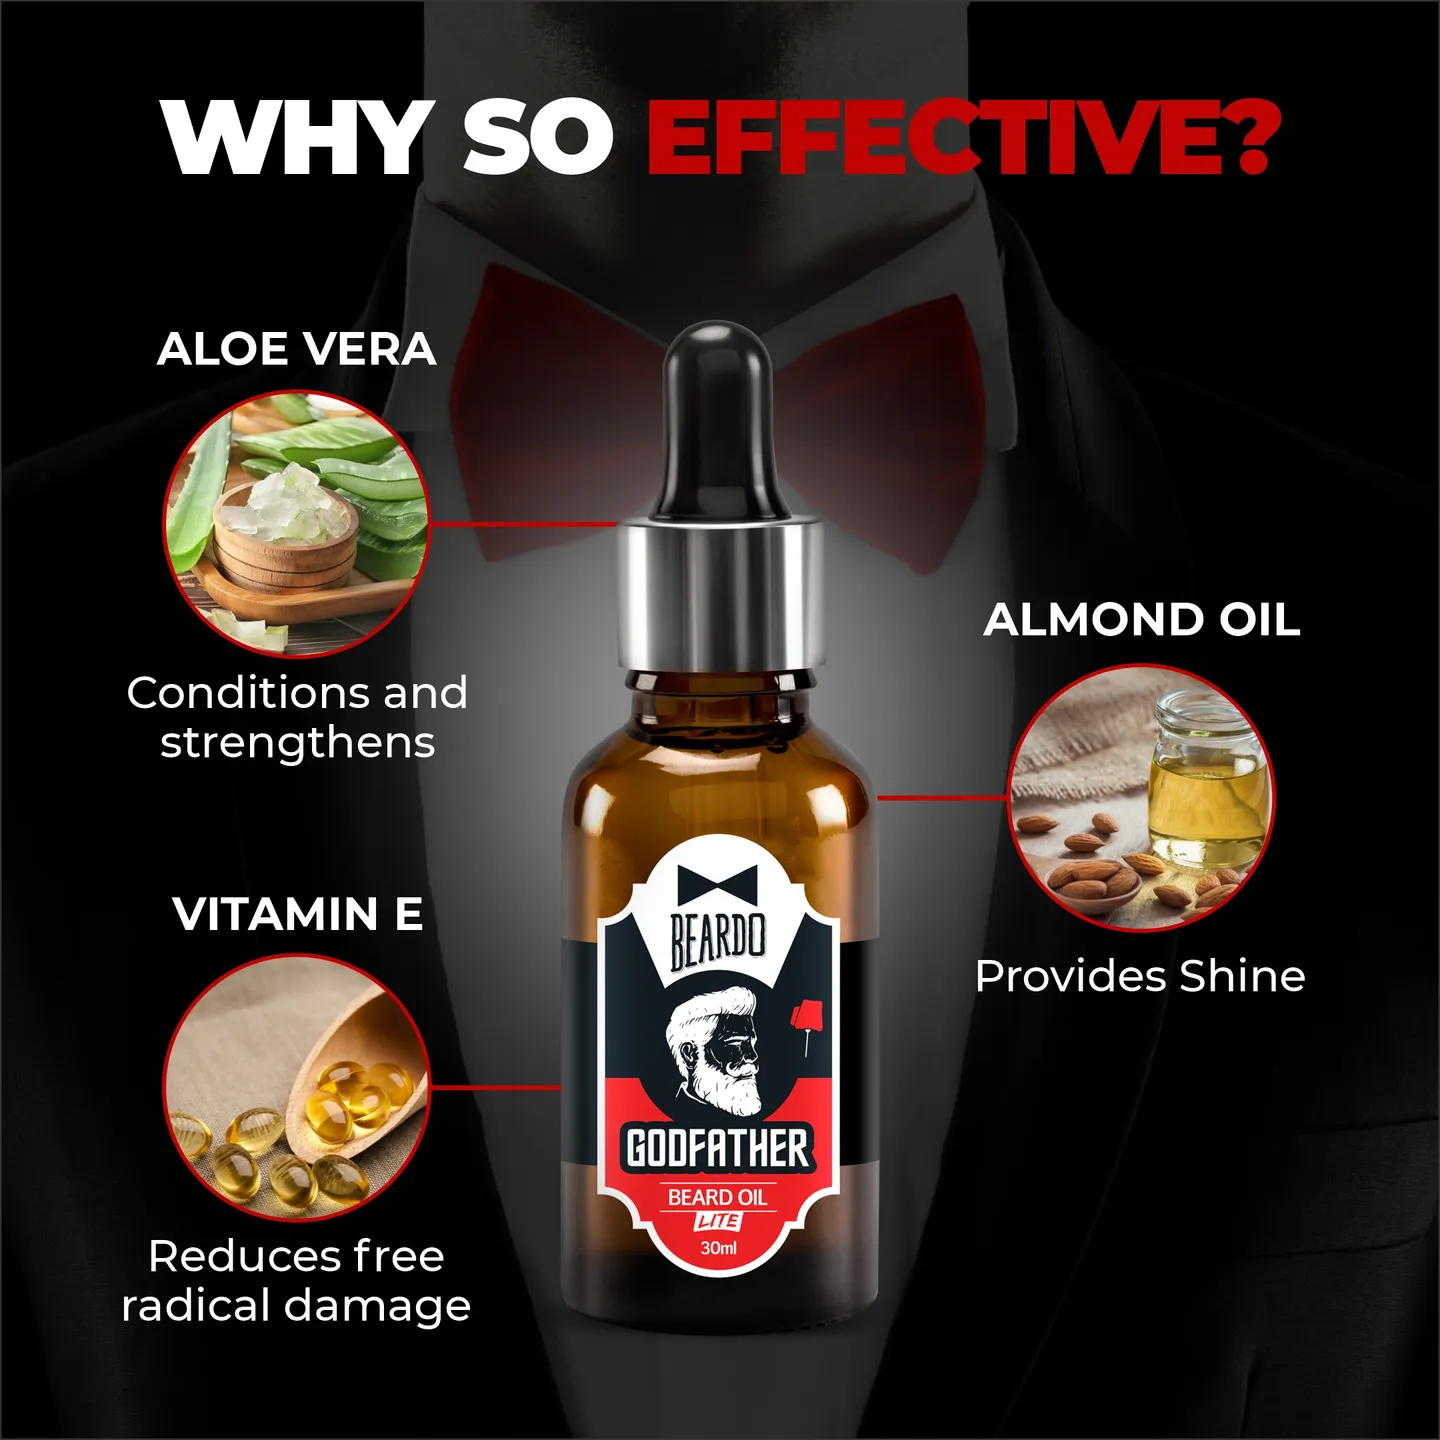 WHY SO EFFECTIVE?
ALOE VERA
Conditions and
strengthens
ALMOND OIL
Provides Shine
VITAMIN E
Reduces free
radical damage
BEARDO
GODFATHER
BEARD OIL
LITE
30ml